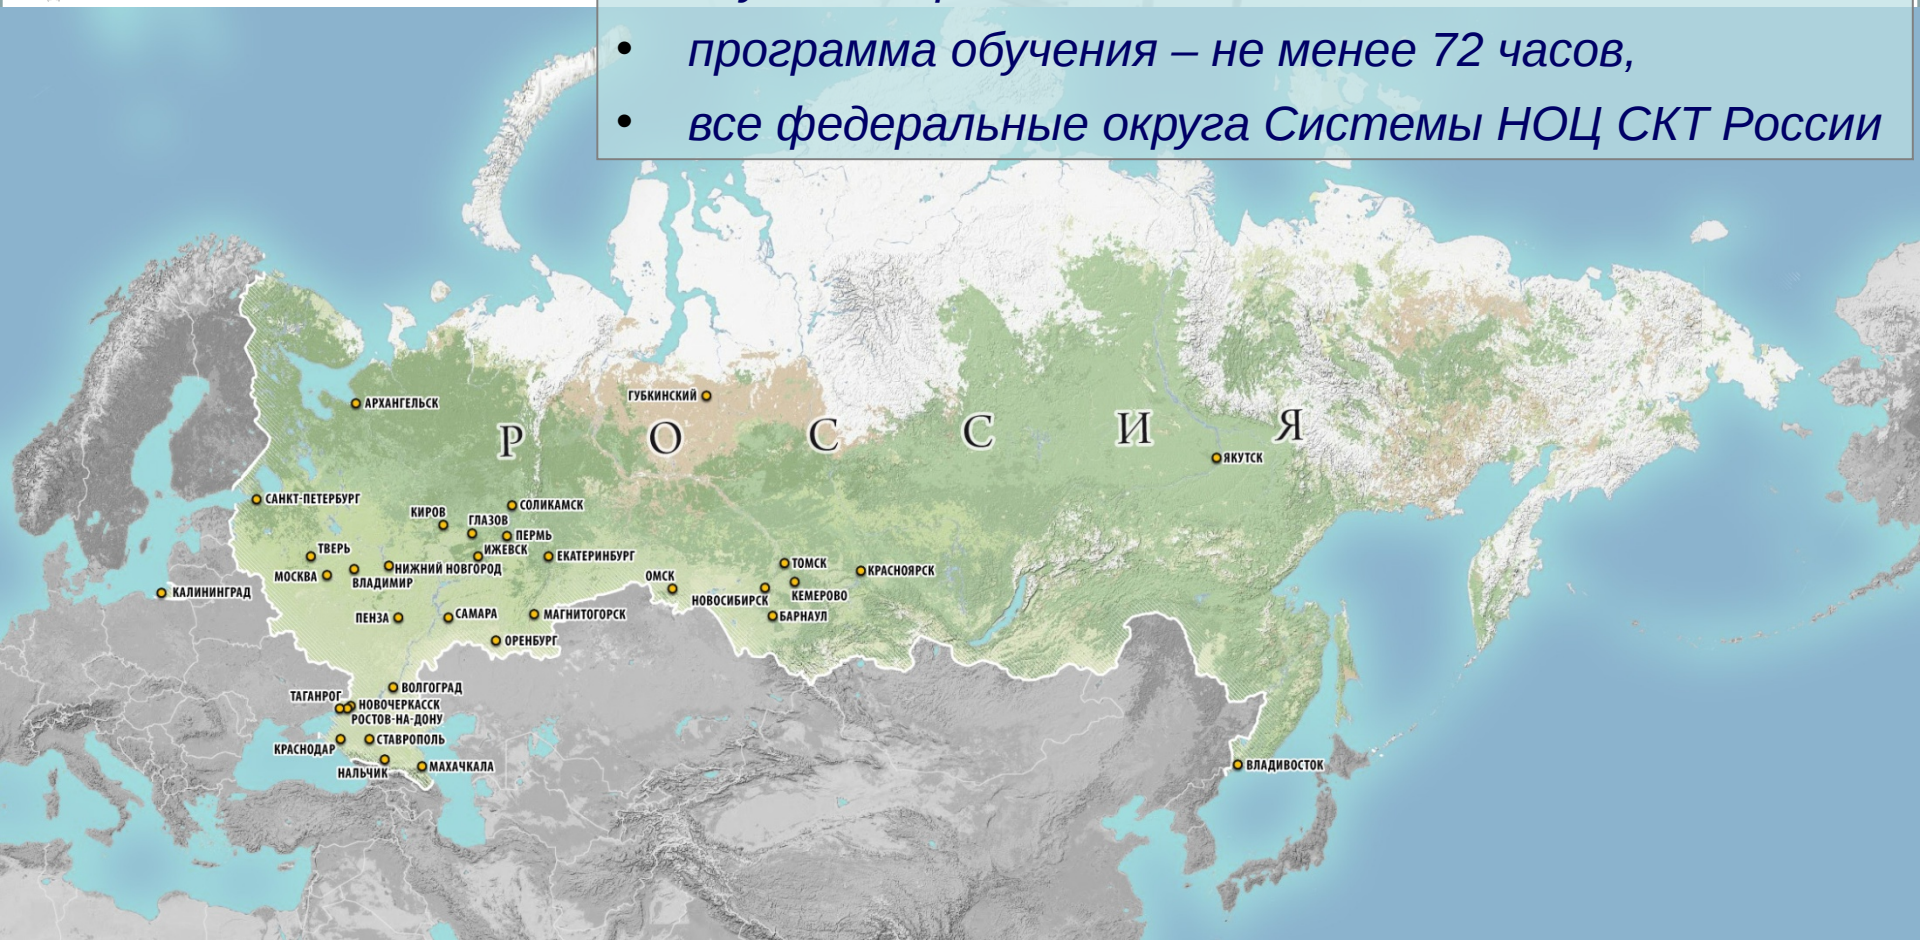 • программа обучения – не менее 72 часов,
• все федеральные округа Системы НОЦ СКТ России
ГУБКИНСКИЙ
АРХАНГЕЛЬСК
Р О С С И Я
ЯКУТСК
САНКТ-ПЕТЕРБУРГ
СОЛИКАМСК
КИРОВ
ГЛАЗОВ
ПЕРМЬ
ТВЕРЬ
ИЖЕВСК
ЕКАТЕРИНБУРГ
ТОМСК
НИЖНИЙ НОВГОРОД
КРАСНОЯРСК
МОСКВА
ВЛАДИМИР
ОМСК
КАЛИНИНГРАД
НОВОСИБИРСК
КЕМЕРОВО
ПЕНЗА
САМАРА
МАГНИТОГОРСК
БАРНАУЛ
ОРЕНБУРГ
ВОЛГОГРАД
ТАГАНРОГ
НОВОЧЕРКАССК
РОСТОВ-НА-ДОНУ
СТАВРОПОЛЬ
КРАСНОДАР
НАЛЬЧИК
МАХАЧКАЛА
ВЛАДИВОСТОК